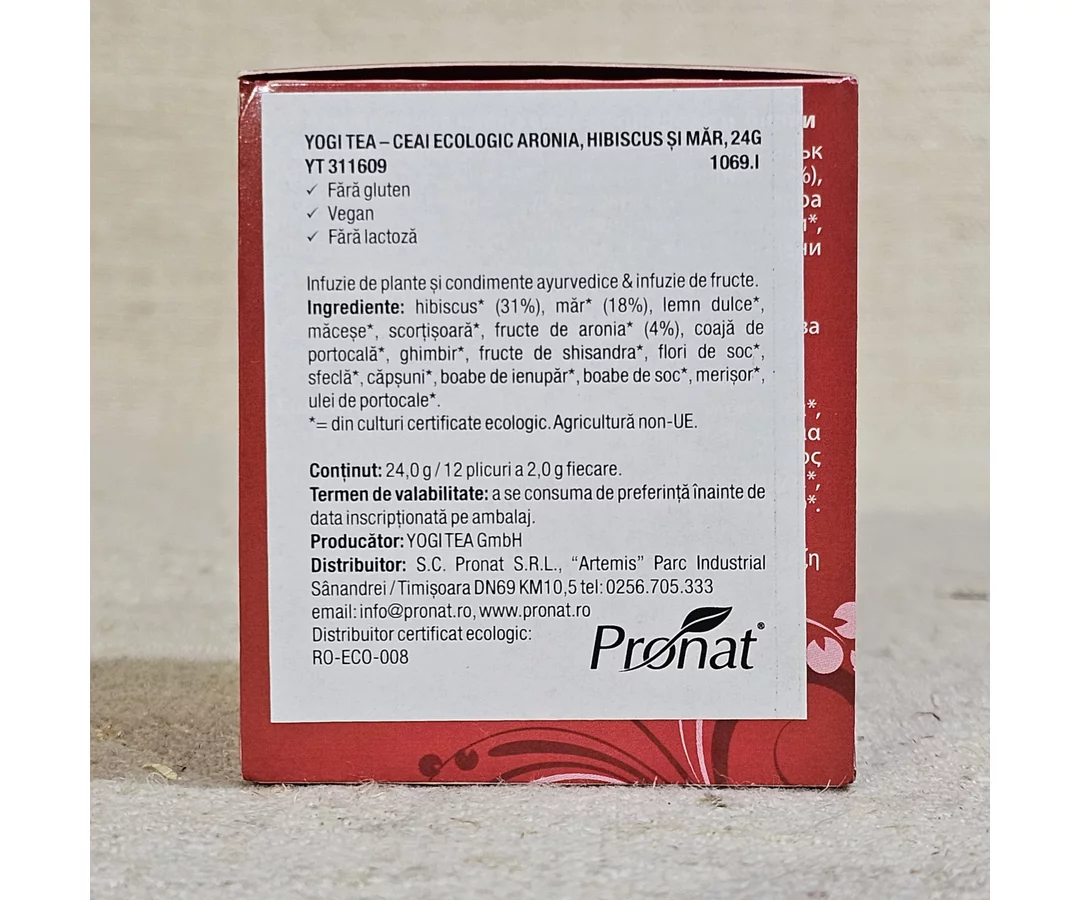 YOGI TEA – CEAI ECOLOGIC ARONIA, HIBISCUS ȘI MĂR, 24G
YT 311609 1069.I
✓ Fără gluten
✓ Vegan
✓ Fără lactoză
Infuzie de plante și condimente ayurvedice & infuzie de fructe.
Ingrediente: hibiscus* (31%), măr* (18%), lemn dulce*,
măceșe*, scorțișoară*, fructe de aronia* (4%), coajă de
portocală*, ghimbir*, fructe de shisandra*, flori de soc*,
sfeclă*, căpșuni*, boabe de ienupăr*, boabe de soc*, merișor*,
ulei de portocale*.
*= din culturi certificate ecologic. Agricultură non-UE.
Conținut: 24,0 g / 12 plicuri a 2,0 g fiecare.
Termen de valabilitate: a se consuma de preferință înainte de
data inscripționată pe ambalaj.
Producător: YOGI TEA GmbH
Distribuitor: S.C. Pronat S.R.L., “Artemis” Parc Industrial
Sânandrei / Timișoara DN69 KM10,5 tel: 0256.705.333
email: info@pronat.ro, www.pronat.ro
Distribuitor certificat ecologic:
RO-ECO-008
Pronat®